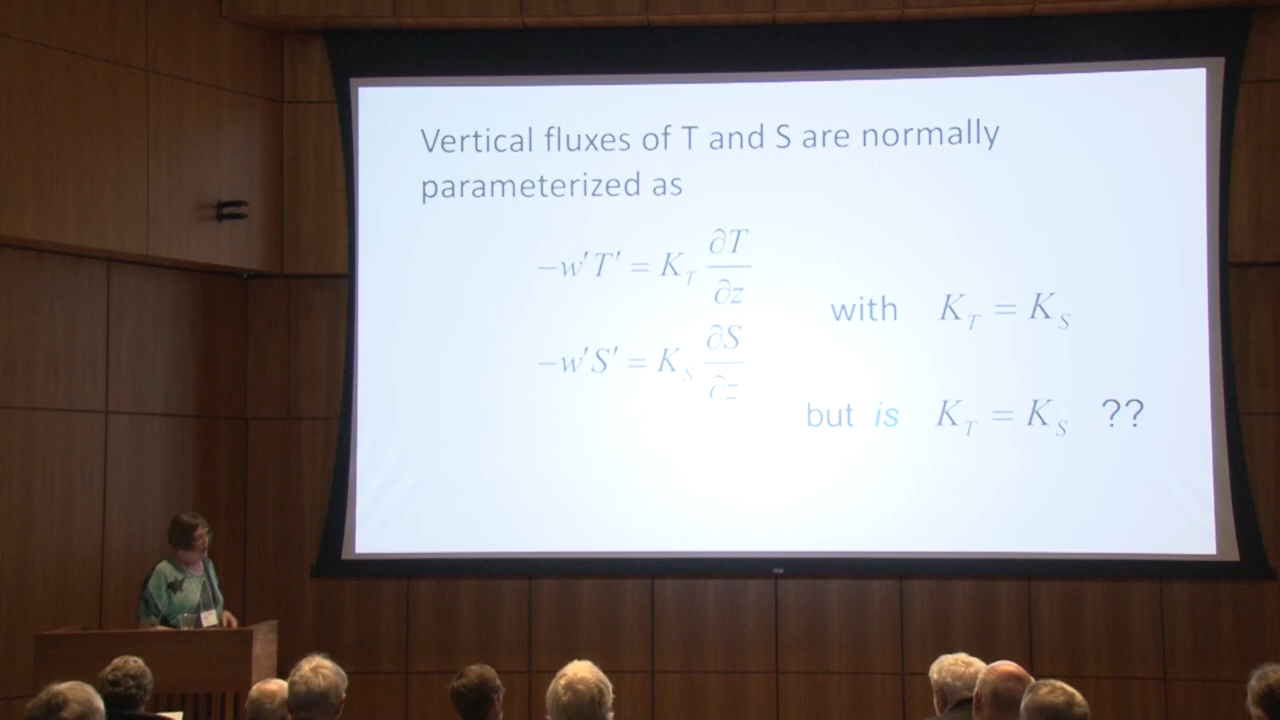 Vertical fluxes of T and S are normally
parameterized as
−w′T′ = K_T ∂T/∂z
with K_T = K_S
−w′S′ = K_S ∂S/∂z
but is K_T = K_S ??